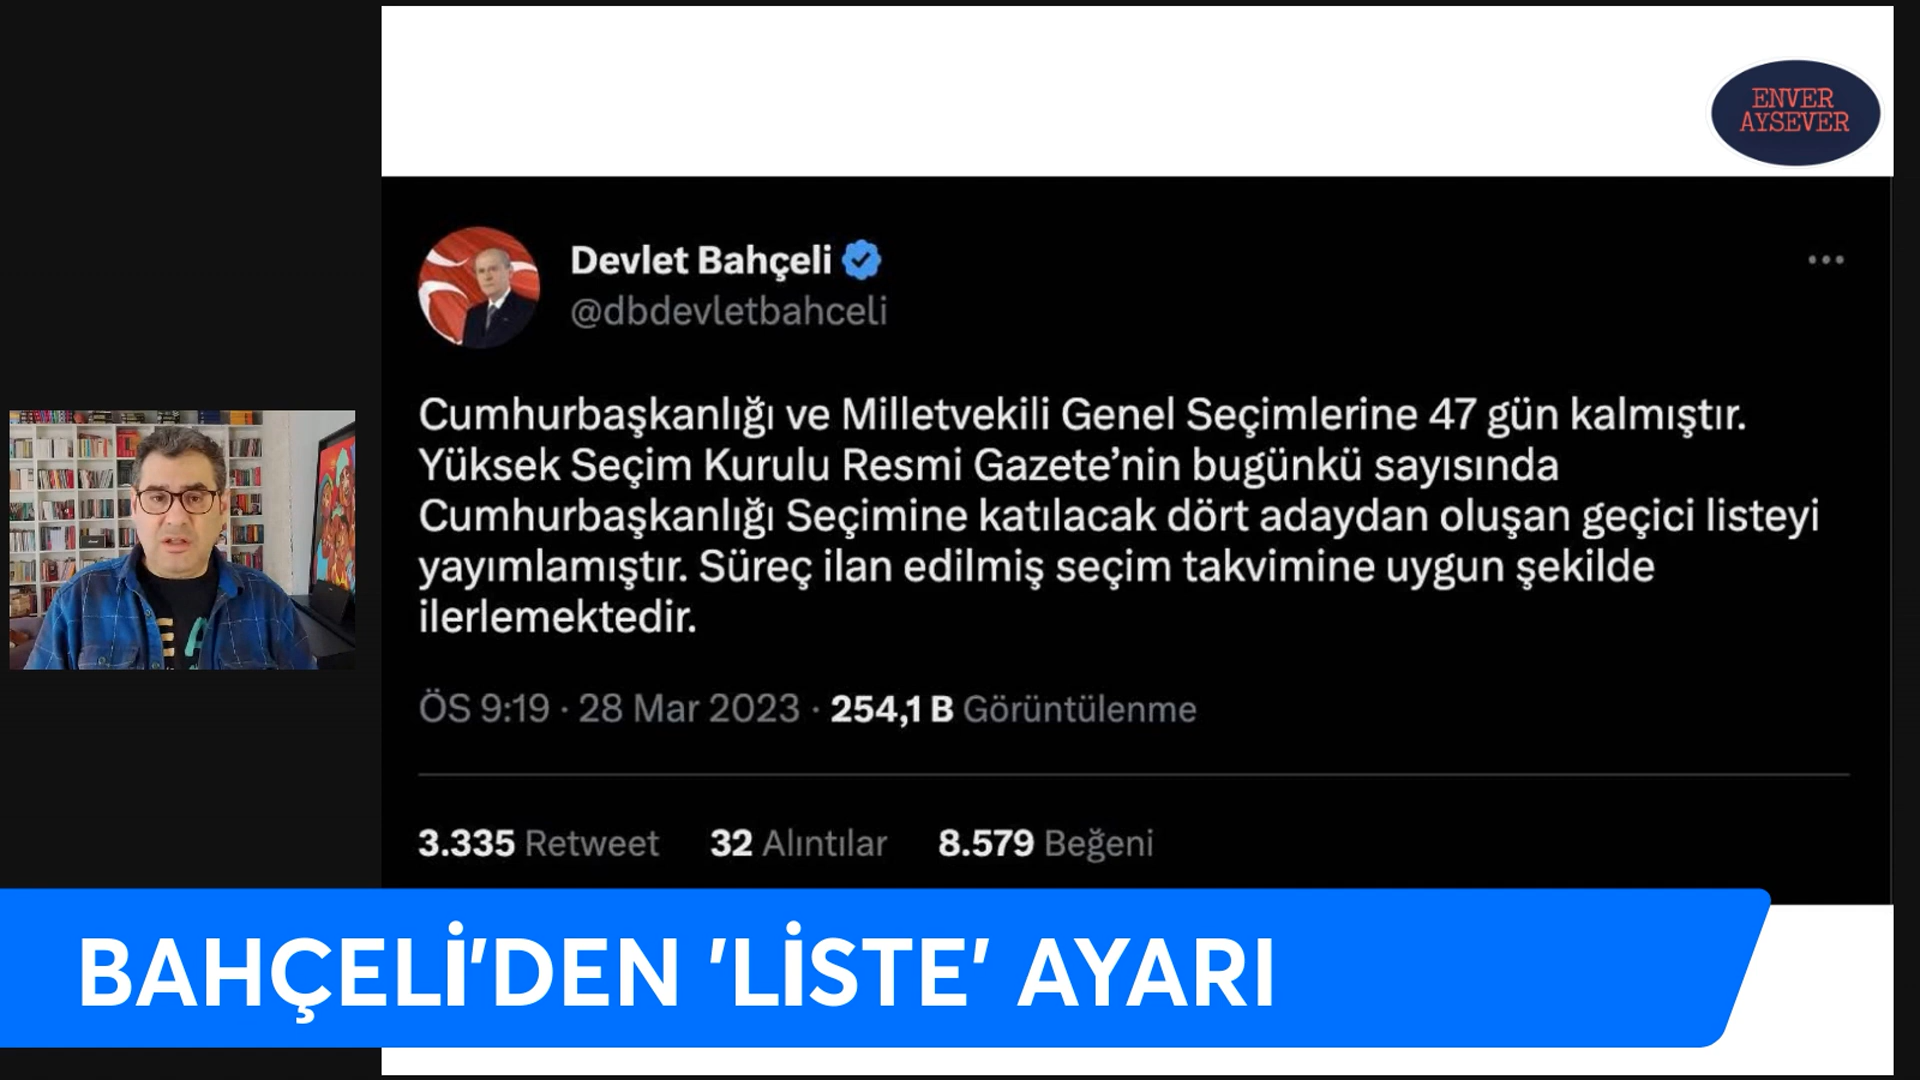 ENVER
AYSEVER
Devlet Bahçeli
@dbdevletbahceli
Cumhurbaşkanlığı ve Milletvekili Genel Seçimlerine 47 gün kalmıştır.
Yüksek Seçim Kurulu Resmi Gazete’nin bugünkü sayısında
Cumhurbaşkanlığı Seçimine katılacak dört adaydan oluşan geçici listeyi
yayımlamıştır. Süreç ilan edilmiş seçim takvimine uygun şekilde
ilerlemektedir.
ÖS 9:19 · 28 Mar 2023 · 254,1 B Görüntülenme
3.335 Retweet 32 Alıntılar 8.579 Beğeni
BAHÇELİ'DEN 'LİSTE' AYARI